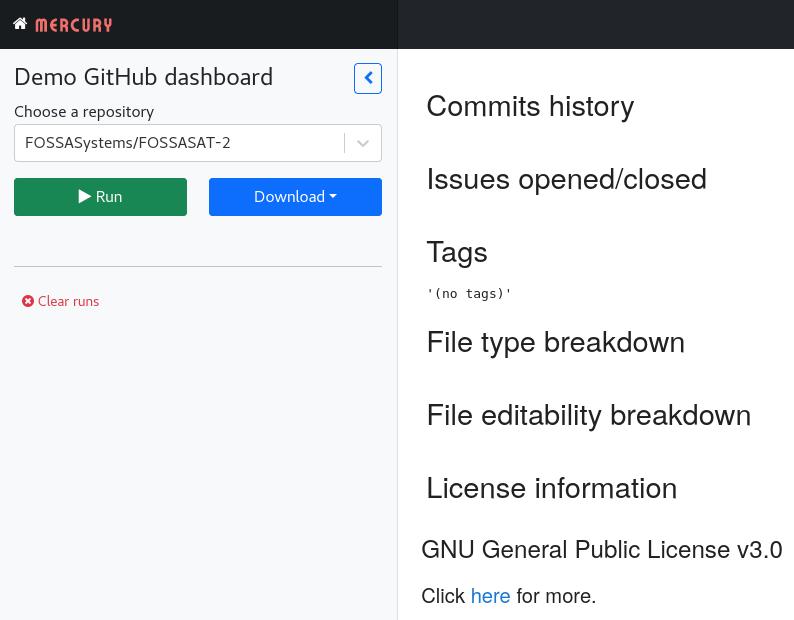 MERCURY
Demo GitHub dashboard
Choose a repository
FOSSASystems/FOSSASAT-2
Run
Download
Clear runs
Commits history
Issues opened/closed
Tags
'(no tags)'
File type breakdown
File editability breakdown
License information
GNU General Public License v3.0
Click here for more.